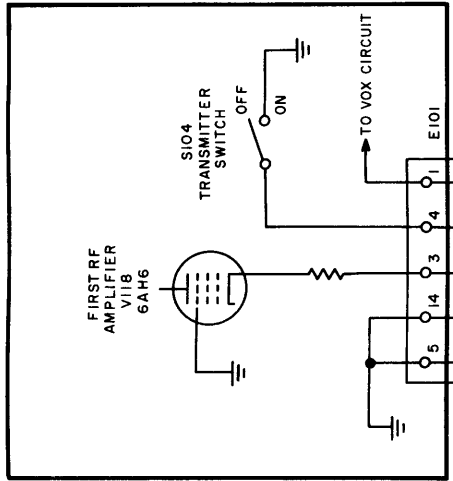 S104
TRANSMITTER
SWITCH
OFF
ON
TO VOX CIRCUIT
FIRST RF
AMPLIFIER
V118
6AH6
E101
1
4
3
14
5